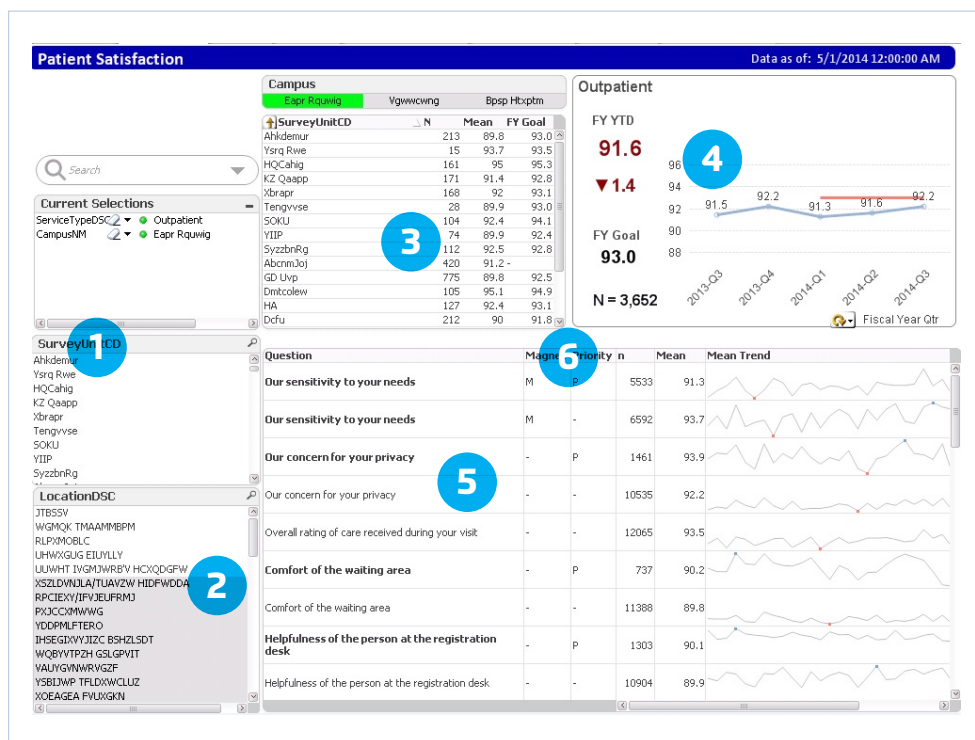 Patient Satisfaction Data as of: 5/1/2014 12:00:00 AM
Search
Current Selections
ServiceTypeDSC Outpatient
CampusNM Eapr Rquwig
1
SurveyUnitCD
Ahkdemur
Ysrq Rwe
HQCahig
KZ Qaapp
Xbrapr
Tengvvse
SOKU
YIIP
SyzzbnRg
LocationDSC
JTBSSV
WGMQK TMAAMMBPM
RLPXMOBLC
UHWXGUG EIUYLLY
UUWHT IVGMJWRB'V HCXQDGFW
XSZLDVNJLA/TUAVZW HIDFWDDA
RPCIEXY/IFVJEUFRMJ
PXJCCXMWWG
YDDPMLFTERO
IHSEGIXVYJIZC BSHZLSDT
WQBYVTPZH GSLGPVIT
VAUYGVNWRVGZF
YSBIJWP TFLDXWCLUZ
XOEAGEA FVUXGKN
2
Campus
Eapr Rquwig Vgwwcwng Bpsp Htxptm
SurveyUnitCD N Mean FY Goal
Ahkdemur 213 89.8 93.0
Ysrq Rwe 15 93.7 93.5
HQCahig 161 95 95.3
KZ Qaapp 171 91.4 92.8
Xbrapr 168 92 93.1
Tengvvse 28 89.9 93.0
SOKU 104 92.4 94.1
YIIP 74 89.9 92.4
SyzzbnRg 112 92.5 92.8
AbcnmJoj 420 91.2 -
GD Uvp 775 89.8 92.5
Dmtcolew 105 95.1 94.9
HA 127 92.4 93.1
Dcfu 212 90 91.8
3
Outpatient
FY YTD
91.6
▼1.4
FY Goal
93.0
N = 3,652
4
96
94
92
90
88
91.5 92.2 91.3 91.6 92.2
2013-Q3 2013-Q4 2014-Q1 2014-Q2 2014-Q3
Fiscal Year Qtr
6
Question Priority n Mean Mean Trend
Our sensitivity to your needs M P 5533 91.3
Our sensitivity to your needs M - 6592 93.7
Our concern for your privacy - P 1461 93.9
5
Our concern for your privacy - - 10535 92.2
Overall rating of care received during your visit - - 12065 93.5
Comfort of the waiting area - P 737 90.2
Comfort of the waiting area - - 11388 89.8
Helpfulness of the person at the registration
desk - P 1303 90.1
Helpfulness of the person at the registration desk - - 10904 89.9